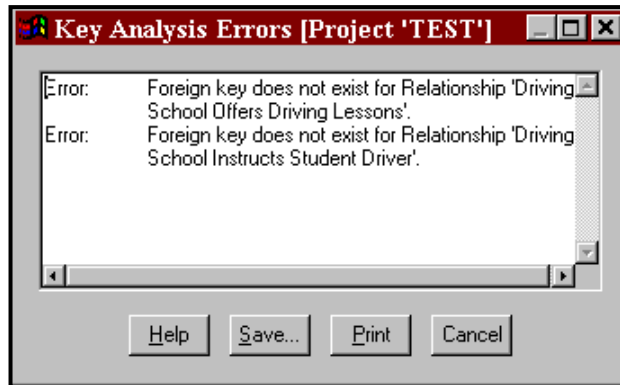 Key Analysis Errors [Project 'TEST']
Error: Foreign key does not exist for Relationship 'Driving
School Offers Driving Lessons'.
Error: Foreign key does not exist for Relationship 'Driving
School Instructs Student Driver'.
Help Save... Print Cancel